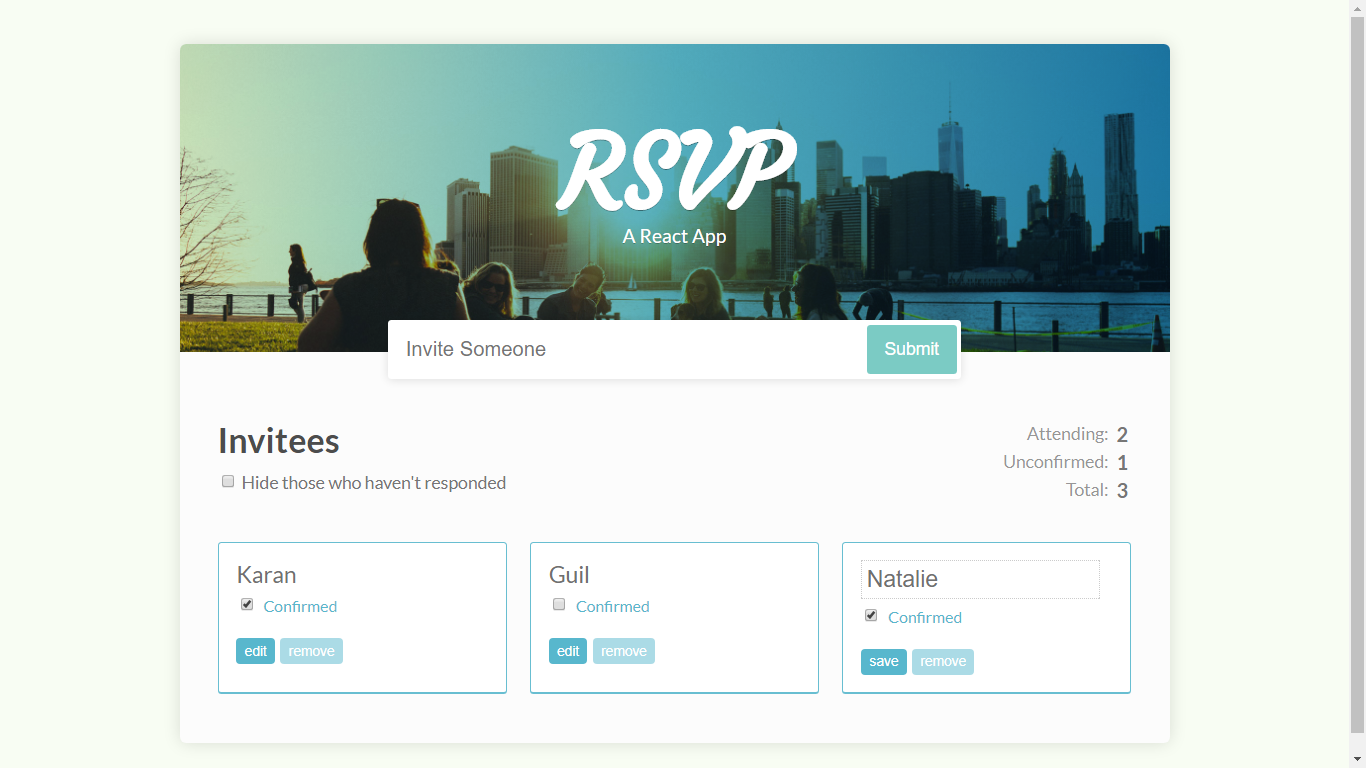 RSVP
A React App
Invite Someone
Submit
Invitees
Hide those who haven't responded
Attending: 2
Unconfirmed: 1
Total: 3
Karan
Confirmed
edit remove
Guil
Confirmed
edit remove
Natalie
Confirmed
save remove